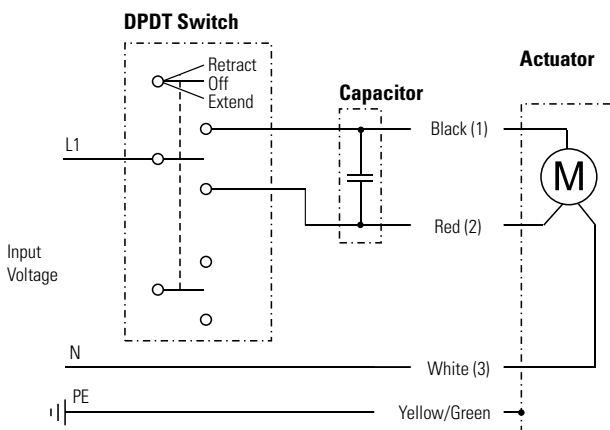 DPDT Switch
Retract
Off
Extend
Actuator
Capacitor
Black (1)
L1
M
Red (2)
Input
Voltage
N
White (3)
PE
Yellow/Green